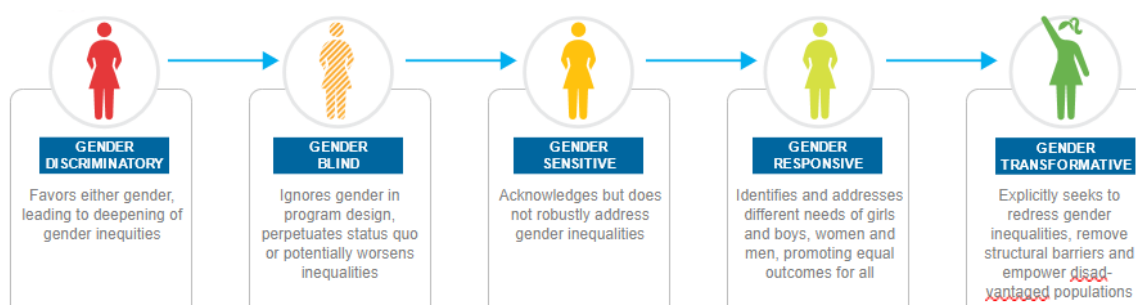 GENDER
DISCRIMINATORY
Favors either gender,
leading to deepening of
gender inequities
GENDER
BLIND
Ignores gender in
program design,
perpetuates status quo
or potentially worsens
inequalities
GENDER
SENSITIVE
Acknowledges but does
not robustly address
gender inequalities
GENDER
RESPONSIVE
Identifies and addresses
different needs of girls
and boys, women and
men, promoting equal
outcomes for all
GENDER
TRANSFORMATIVE
Explicitly seeks to
redress gender
inequalities, remove
structural barriers and
empower disad-
vantaged populations